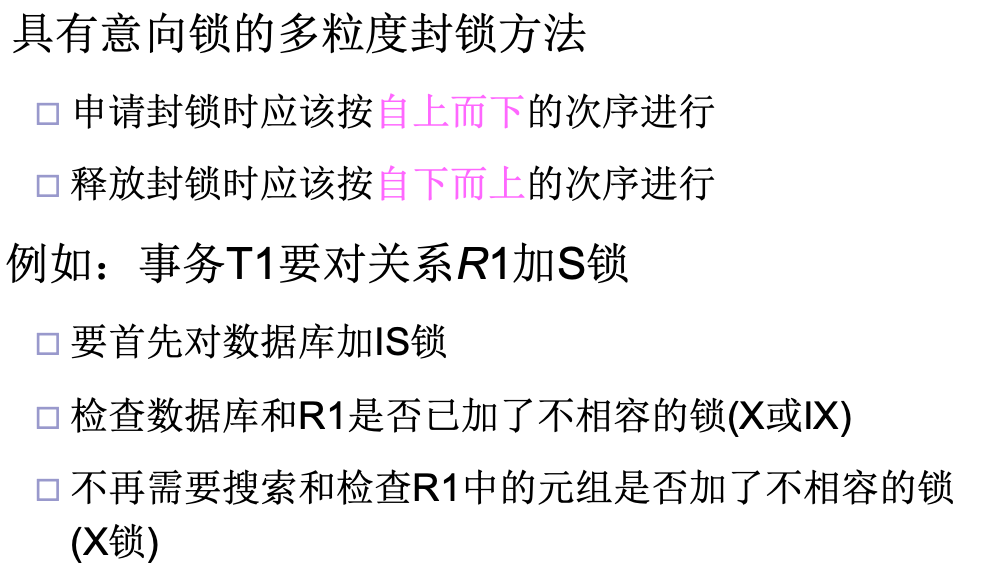 具有意向锁的多粒度封锁方法
申请封锁时应该按自上而下的次序进行
释放封锁时应该按自下而上的次序进行
例如：事务T1要对关系R1加S锁
要首先对数据库加IS锁
检查数据库和R1是否已加了不相容的锁(X或IX)
不再需要搜索和检查R1中的元组是否加了不相容的锁
(X锁)